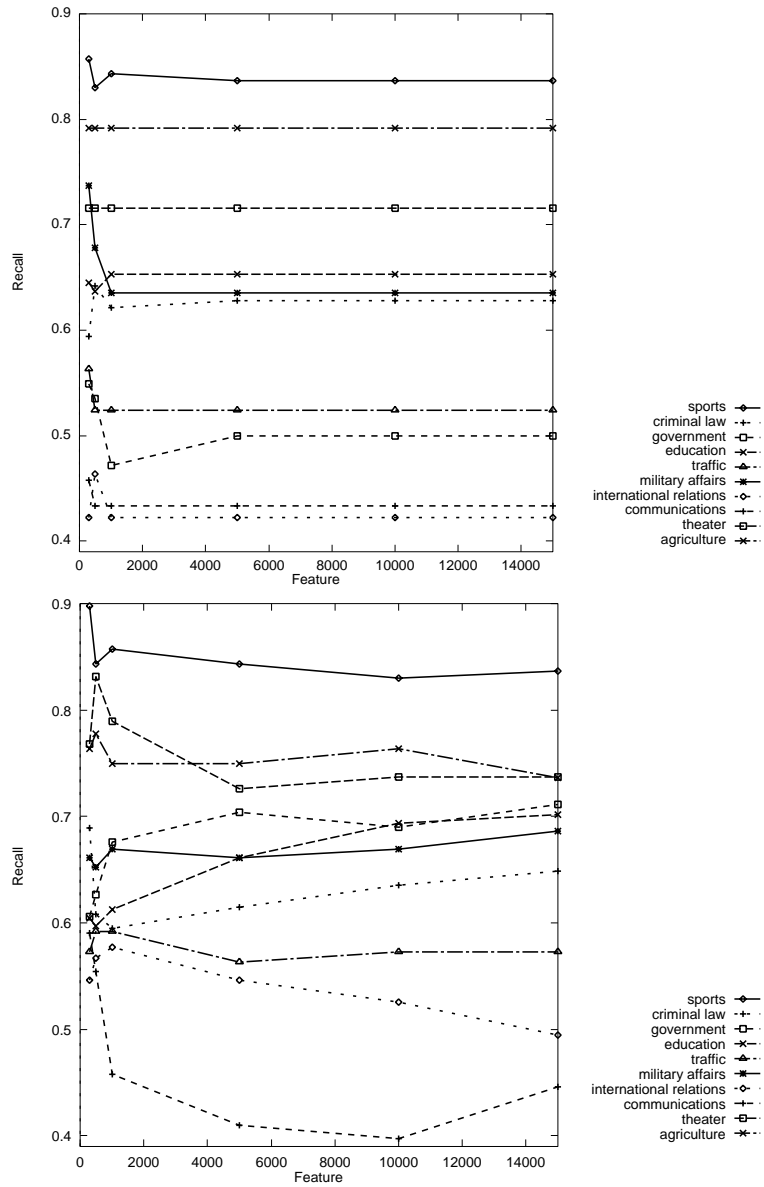 0.9
0.8
0.7
0.6
0.5
0.4
Recall
0 2000 4000 6000 8000 10000 12000 14000
Feature
sports
criminal law
government
education
traffic
military affairs
international relations
communications
theater
agriculture
0.9
0.8
0.7
0.6
0.5
0.4
Recall
0 2000 4000 6000 8000 10000 12000 14000
Feature
sports
criminal law
government
education
traffic
military affairs
international relations
communications
theater
agriculture